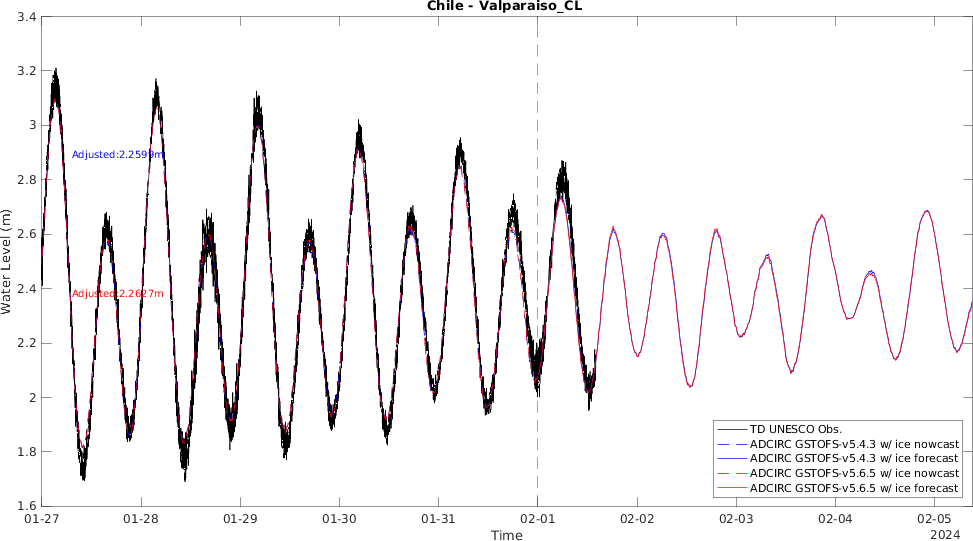 Chile - Valparaiso_CL
3.4
3.2
3
2.8
2.6
2.4
2.2
2
1.8
1.6
Water Level (m)
Adjusted:2.2599m
Adjusted:2.2627m
TD UNESCO Obs.
ADCIRC GSTOFS-v5.4.3 w/ ice nowcast
ADCIRC GSTOFS-v5.4.3 w/ ice forecast
ADCIRC GSTOFS-v5.6.5 w/ ice nowcast
ADCIRC GSTOFS-v5.6.5 w/ ice forecast
01-27 01-28 01-29 01-30 01-31 02-01 02-02 02-03 02-04 02-05
Time
2024